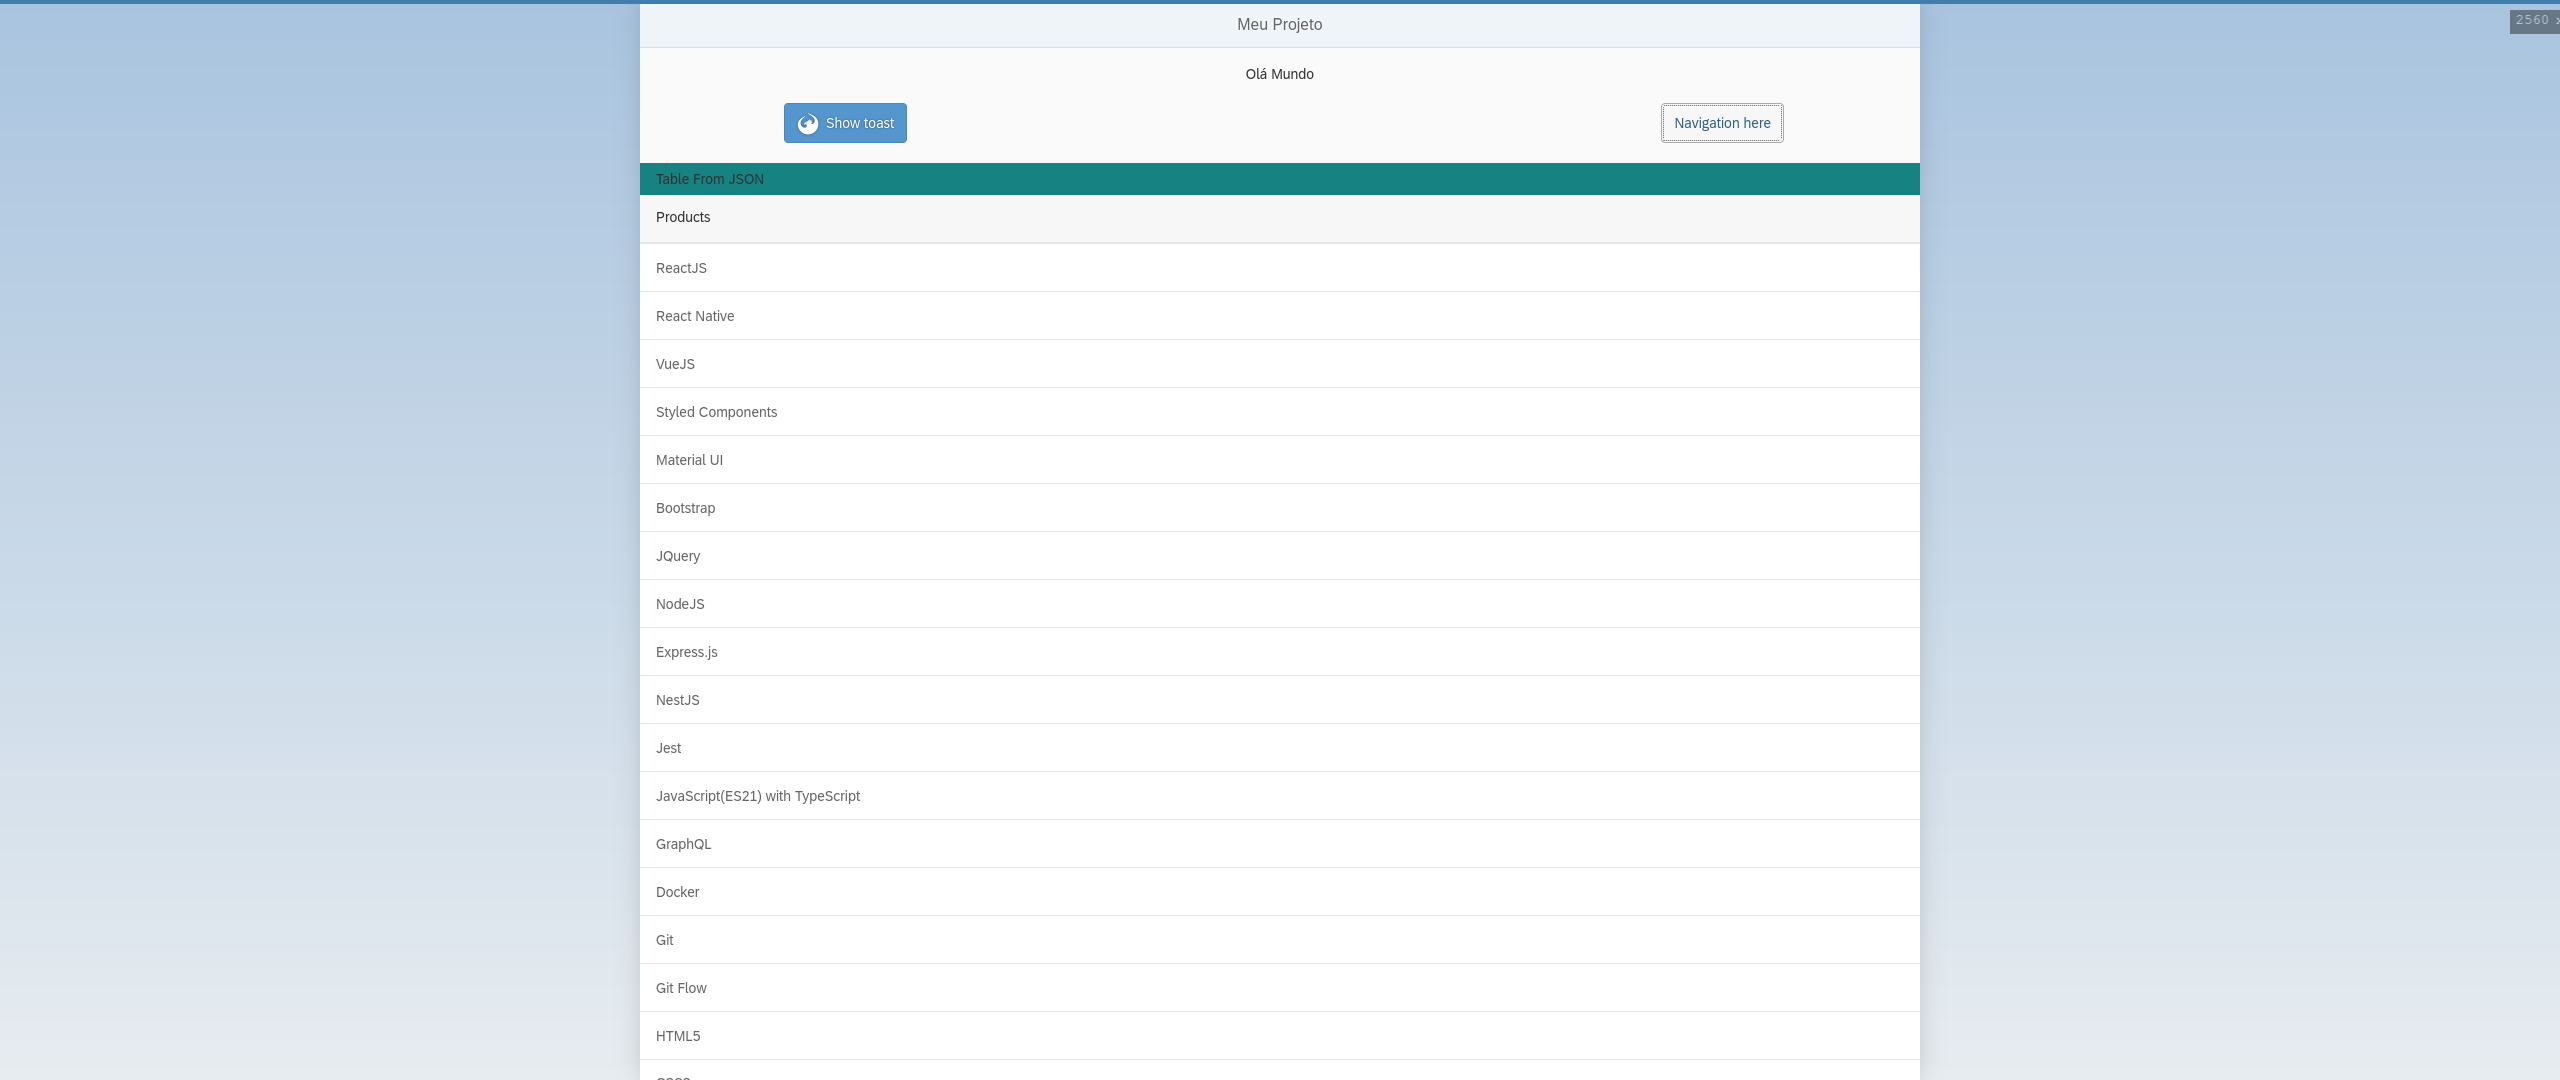 Meu Projeto
2560
Olá Mundo
Show toast
Navigation here
Table From JSON
Products
ReactJS
React Native
VueJS
Styled Components
Material UI
Bootstrap
JQuery
NodeJS
Express.js
NestJS
Jest
JavaScript(ES21) with TypeScript
GraphQL
Docker
Git
Git Flow
HTML5